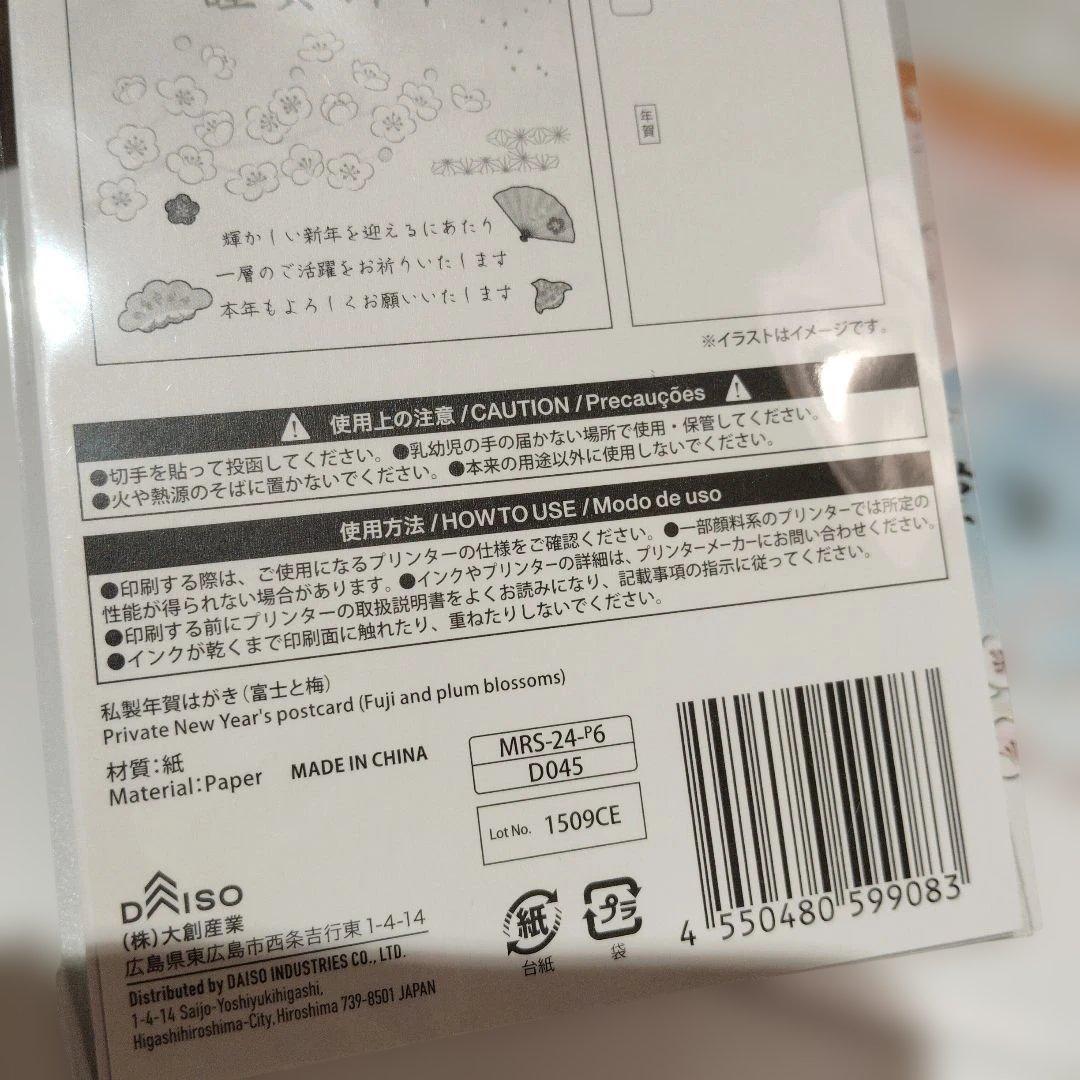 年賀
輝かしい新年を迎えるにあたり
一層のご活躍をお祈りいたします
本年もよろしくお願いいたします
※イラストはイメージです。
使用上の注意/CAUTION/Precauções
●切手を貼って投函してください。●乳幼児の手の届かない場所で使用・保管してください。
●火や熱源のそばに置かないでください。●本来の用途以外に使用しないでください。
使用方法/HOW TO USE/Modo de uso
●印刷する際は、ご使用になるプリンターの仕様をご確認ください。●一部顔料系のプリンターでは所定の
性能が得られない場合があります。●インクやプリンターの詳細は、プリンターメーカーにお問い合わせください。
●印刷する前にプリンターの取扱説明書をよくお読みになり、記載事項の指示に従ってください。
●インクが乾くまで印刷面に触れたり、重ねたりしないでください。
私製年賀はがき(富士と梅)
Private New Year's postcard (Fuji and plum blossoms)
材質:紙
Material:Paper
MADE IN CHINA
MRS-24-P6
D045
Lot No. 1509CE
DAISO
(株)大創産業
広島県東広島市西条吉行東1-4-14
Distributed by DAISO INDUSTRIES CO., LTD.
1-4-14 Saijo-Yoshiyukihigashi,
Higashihiroshima-City, Hiroshima 739-8501 JAPAN
紙
台紙
プラ
袋
4 550480 599083